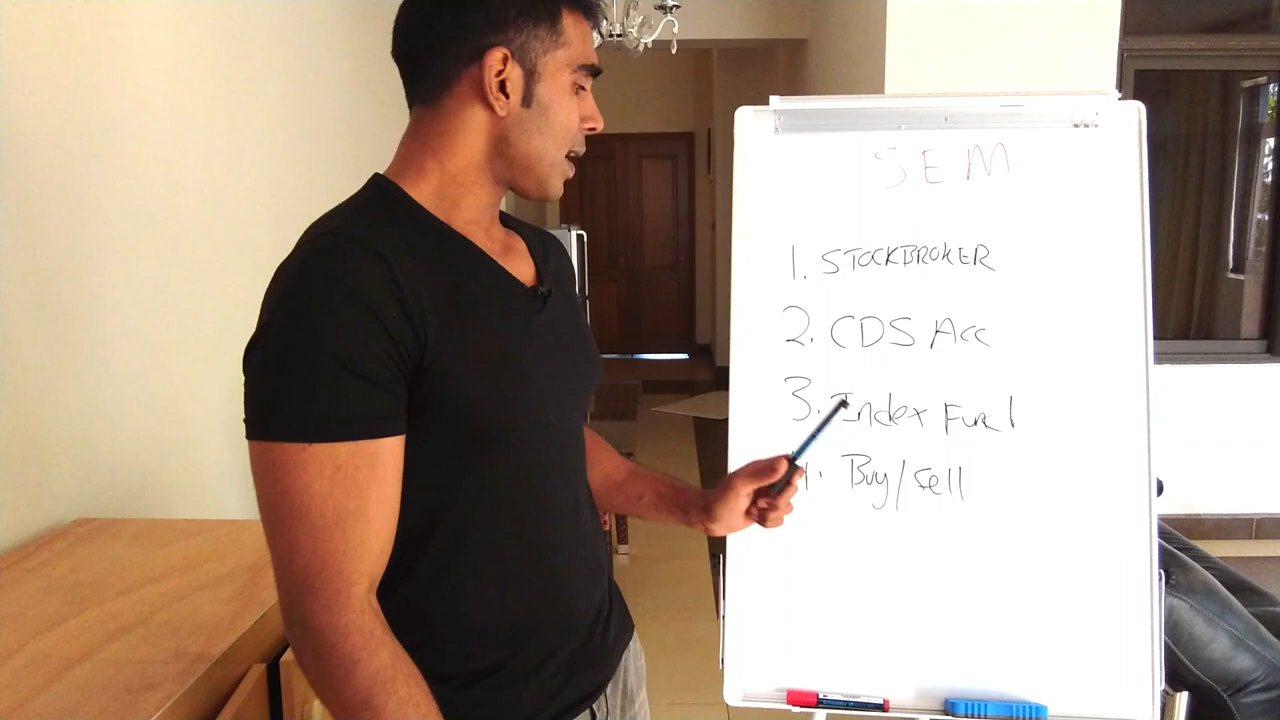 SEM
1. STOCKBROKER
2. CDS Acc
3. Index Fund
4. Buy/Sell